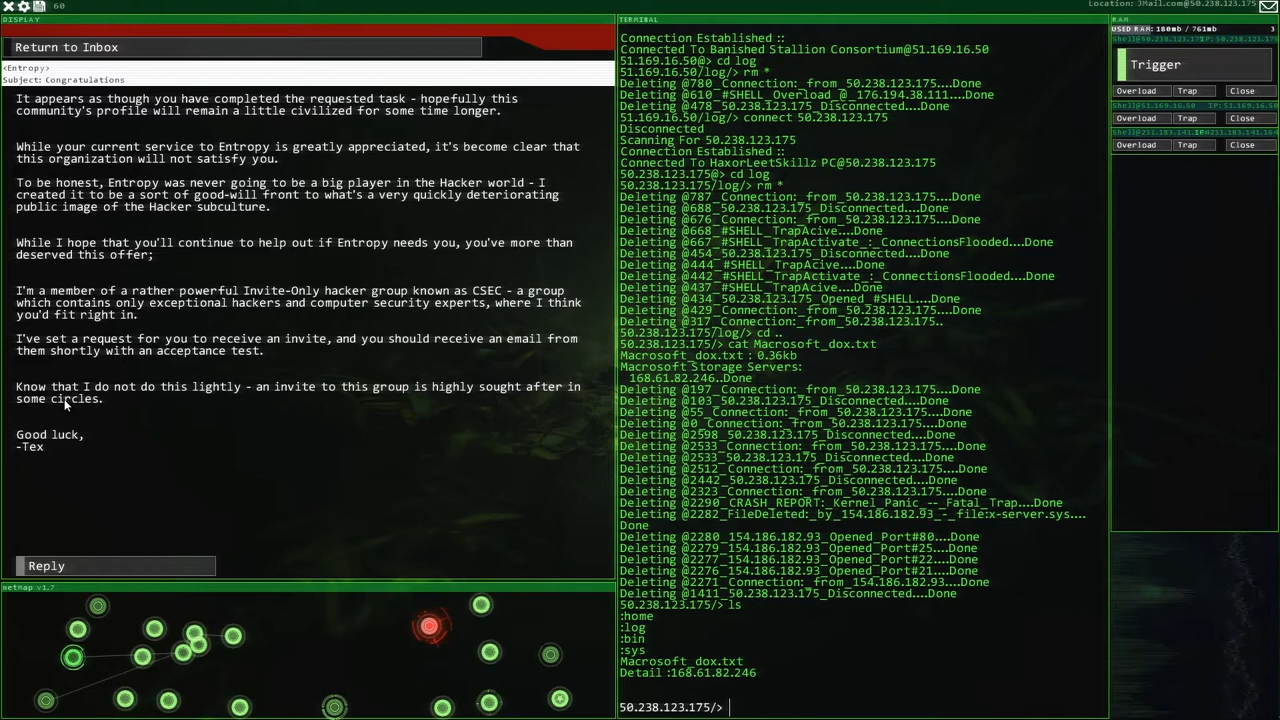 60
Location: JMail.com@50.238.123.175
DISPLAY
Return to Inbox
<Entropy>
Subject: Congratulations
It appears as though you have completed the requested task - hopefully this
community's profile will remain a little civilized for some time longer.
While your current service to Entropy is greatly appreciated, it's become clear that
this organization will not satisfy you.
To be honest, Entropy was never going to be a big player in the Hacker world - I
created it to be a sort of good-will front to what's a very quickly deteriorating
public image of the Hacker subculture.
While I hope that you'll continue to help out if Entropy needs you, you've more than
deserved this offer;
I'm a member of a rather powerful Invite-Only hacker group known as CSEC - a group
which contains only exceptional hackers and computer security experts, where I think
you'd fit right in.
I've set a request for you to receive an invite, and you should receive an email from
them shortly with an acceptance test.
Know that I do not do this lightly - an invite to this group is highly sought after in
some circles.
Good luck,
-Tex
Reply
netMap v1.7
TERMINAL
Connection Established ::
Connected To Banished Stallion Consortium@51.169.16.50
51.169.16.50@> cd log
51.169.16.50/log/> rm *
Deleting @780_Connection:_from_50.238.123.175....Done
Deleting @610_#SHELL_Overload_@_176.194.38.111....Done
Deleting @478_50.238.123.175_Disconnected....Done
51.169.16.50/log/> connect 50.238.123.175
Disconnected
Scanning For 50.238.123.175
Connection Established ::
Connected To HaxorLeetSkillz PC@50.238.123.175
50.238.123.175@> cd log
50.238.123.175/log/> rm *
Deleting @787_Connection:_from_50.238.123.175....Done
Deleting @688_50.238.123.175_Disconnected....Done
Deleting @676_Connection:_from_50.238.123.175....Done
Deleting @668_#SHELL_TrapAcive....Done
Deleting @667_#SHELL_TrapActivate_:_ConnectionsFlooded....Done
Deleting @454_50.238.123.175_Disconnected....Done
Deleting @444_#SHELL_TrapAcive....Done
Deleting @442_#SHELL_TrapActivate_:_ConnectionsFlooded....Done
Deleting @437_#SHELL_TrapAcive....Done
Deleting @434_50.238.123.175_Opened_#SHELL....Done
Deleting @429_Connection:_from_50.238.123.175....Done
Deleting @317_Connection:_from_50.238.123.175..
50.238.123.175/log/> cd ..
50.238.123.175/> cat Macrosoft_dox.txt
Macrosoft_dox.txt : 0.36kb
Macrosoft Storage Servers:
168.61.82.246..Done
Deleting @197_Connection:_from_50.238.123.175....Done
Deleting @103_50.238.123.175_Disconnected....Done
Deleting @55_Connection:_from_50.238.123.175....Done
Deleting @0_Connection:_from_50.238.123.175....Done
Deleting @2598_50.238.123.175_Disconnected....Done
Deleting @2533_Connection:_from_50.238.123.175....Done
Deleting @2533_50.238.123.175_Disconnected....Done
Deleting @2512_Connection:_from_50.238.123.175....Done
Deleting @2442_50.238.123.175_Disconnected....Done
Deleting @2323_Connection:_from_50.238.123.175....Done
Deleting @2290_CRASH_REPORT:_Kernel_Panic_--_Fatal_Trap....Done
Deleting @2282_FileDeleted:_by_154.186.182.93_-_file:x-server.sys....
Done
Deleting @2280_154.186.182.93_Opened_Port#80....Done
Deleting @2279_154.186.182.93_Opened_Port#25....Done
Deleting @2277_154.186.182.93_Opened_Port#22....Done
Deleting @2276_154.186.182.93_Opened_Port#21....Done
Deleting @2271_Connection:_from_154.186.182.93....Done
Deleting @1411_50.238.123.175_Disconnected....Done
50.238.123.175/> ls
:home
:log
:bin
:sys
Macrosoft_dox.txt
Detail :168.61.82.246
50.238.123.175/>
RAM
USED RAM: 180mb / 761mb 3
Trigger
Overload Trap Close
Shell@51.169.16.50 IP: 51.169.16.50
Overload Trap Close
Overload Trap Close